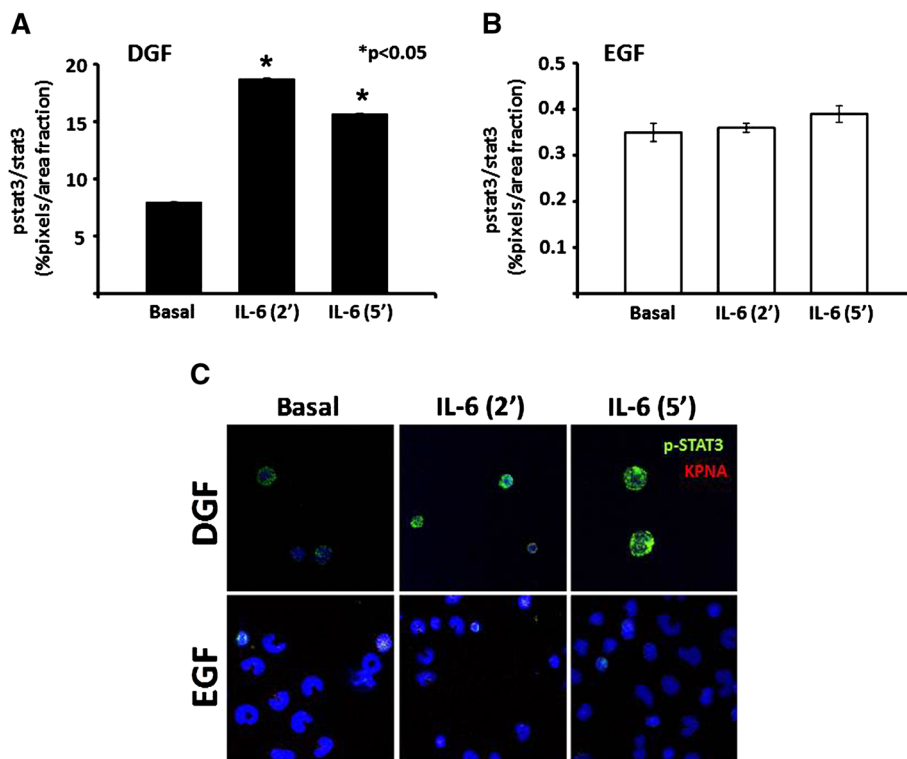 A
DGF
*p<0.05
pstat3/stat3
(%pixels/area fraction)
20
15
10
5
*
*
Basal
IL-6 (2’)
IL-6 (5’)
B
EGF
pstat3/stat3
(%pixels/area fraction)
0.5
0.4
0.3
0.2
0.1
Basal
IL-6 (2’)
IL-6 (5’)
C
Basal
IL-6 (2’)
IL-6 (5’)
DGF
p-STAT3
KPNA
EGF